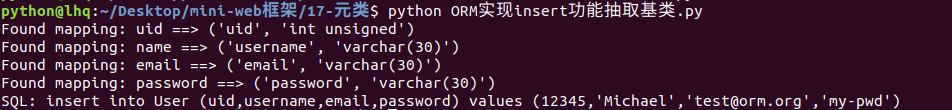 python@lhq:~/Desktop/mini-web框架/17-元类$ python ORM实现insert功能抽取基类.py
Found mapping: uid ==> ('uid', 'int unsigned')
Found mapping: name ==> ('username', 'varchar(30)')
Found mapping: email ==> ('email', 'varchar(30)')
Found mapping: password ==> ('password', 'varchar(30)')
SQL: insert into User (uid,username,email,password) values (12345,'Michael','test@orm.org','my-pwd')